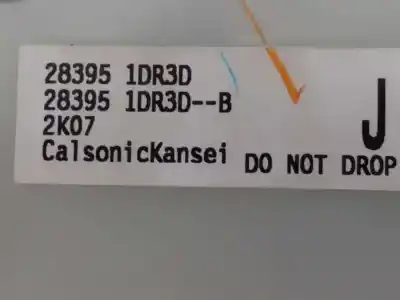 28395 1DR3D
28395 1DR3D--B
2K07
CalsonicKansei DO NOT DROP
J